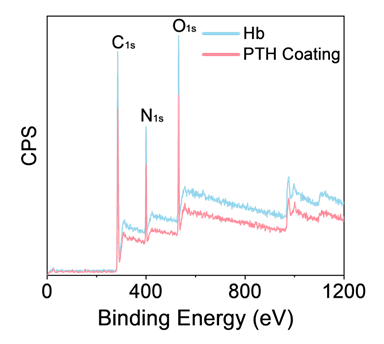 O1s
C1s
N1s
Hb
PTH Coating
CPS
0
400
800
1200
Binding Energy (eV)